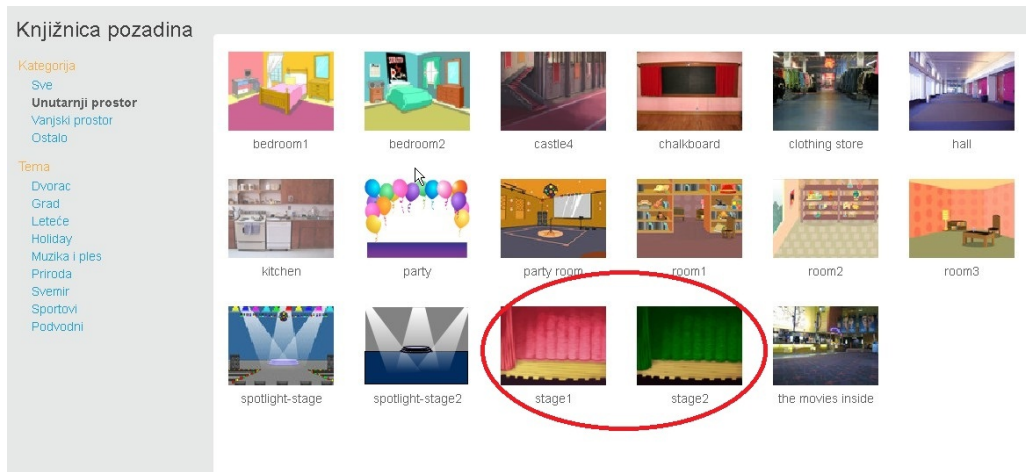 Knjižnica pozadina
Kategorija
Sve
Unutarnji prostor
Vanjski prostor
Ostalo
Tema
Dvorac
Grad
Leteće
Holiday
Muzika i ples
Priroda
Svemir
Sportovi
Podvodni
bedroom1 bedroom2 castle4 chalkboard clothing store hall
kitchen party party room room1 room2 room3
spotlight-stage spotlight-stage2 stage1 stage2 the movies inside